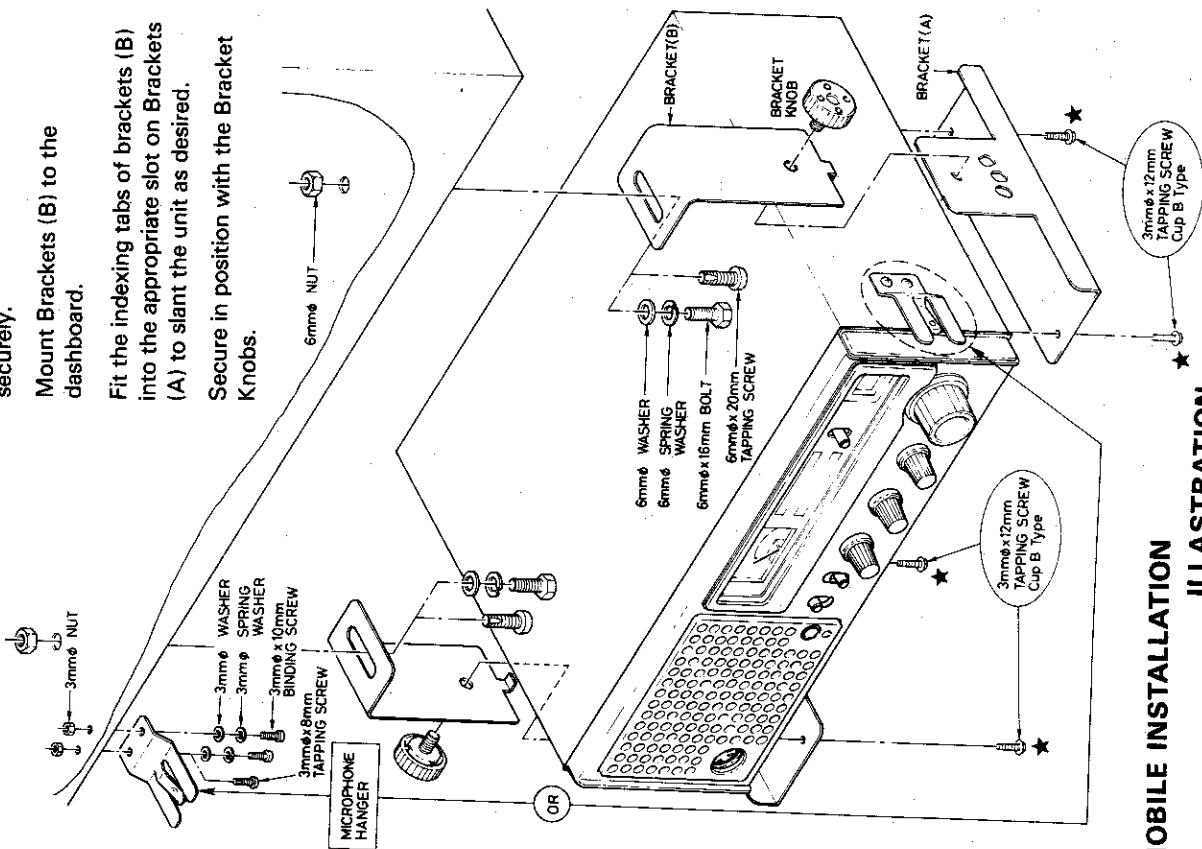 securely.
Mount Brackets (B) to the
dashboard.
Fit the indexing tabs of brackets (B)
into the appropriate slot on Brackets
(A) to slant the unit as desired.
Secure in position with the Bracket
Knobs.
3mmφ NUT
3mmφ WASHER
3mmφ SPRING
WASHER
3mmφ x 10mm
BINDING SCREW
3mmφ x 8mm
TAPPING SCREW
MICROPHONE
HANGER
OR
6mmφ NUT
6mmφ WASHER
6mmφ SPRING
WASHER
6mmφ x 16mm BOLT
6mmφ x 20mm
TAPPING SCREW
BRACKET(B)
BRACKET
KNOB
BRACKET(A)
3mmφ x 12mm
TAPPING SCREW
Cup B Type
3mmφ x 12mm
TAPPING SCREW
Cup B Type
OBILE INSTALLATION
ILLASTRATION